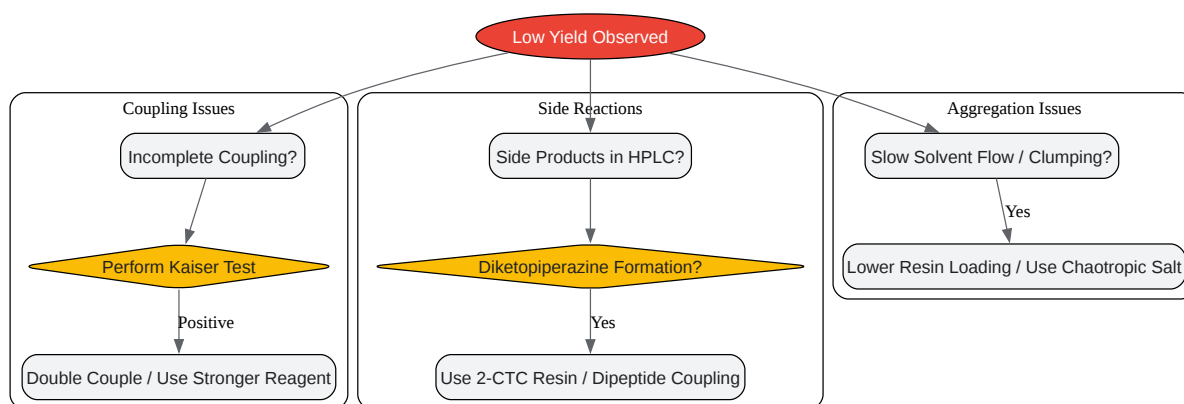 Low Yield Observed
Coupling Issues
Side Reactions
Aggregation Issues
Incomplete Coupling?
Side Products in HPLC?
Slow Solvent Flow / Clumping?
Yes
Perform Kaiser Test
Diketopiperazine Formation?
Lower Resin Loading / Use Chaotropic Salt
Positive
Yes
Double Couple / Use Stronger Reagent
Use 2-CTC Resin / Dipeptide Coupling